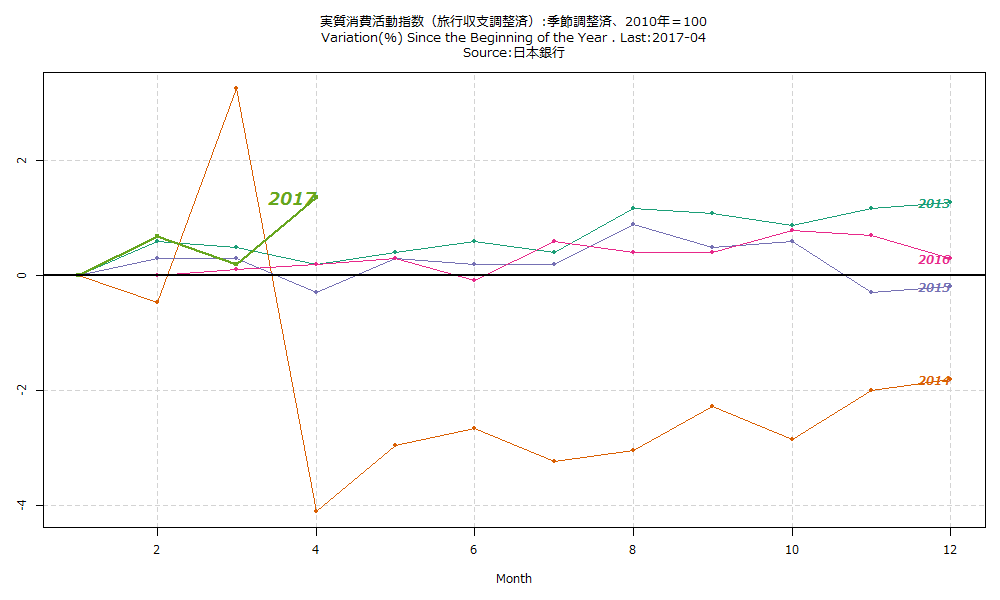 実質消費活動指数（旅行収支調整済）:季節調整済、2010年＝100
Variation(%) Since the Beginning of the Year . Last:2017-04
Source:日本銀行
2
0
-2
-4
2017
2013
2016
2015
2014
2 4 6 8 10 12
Month